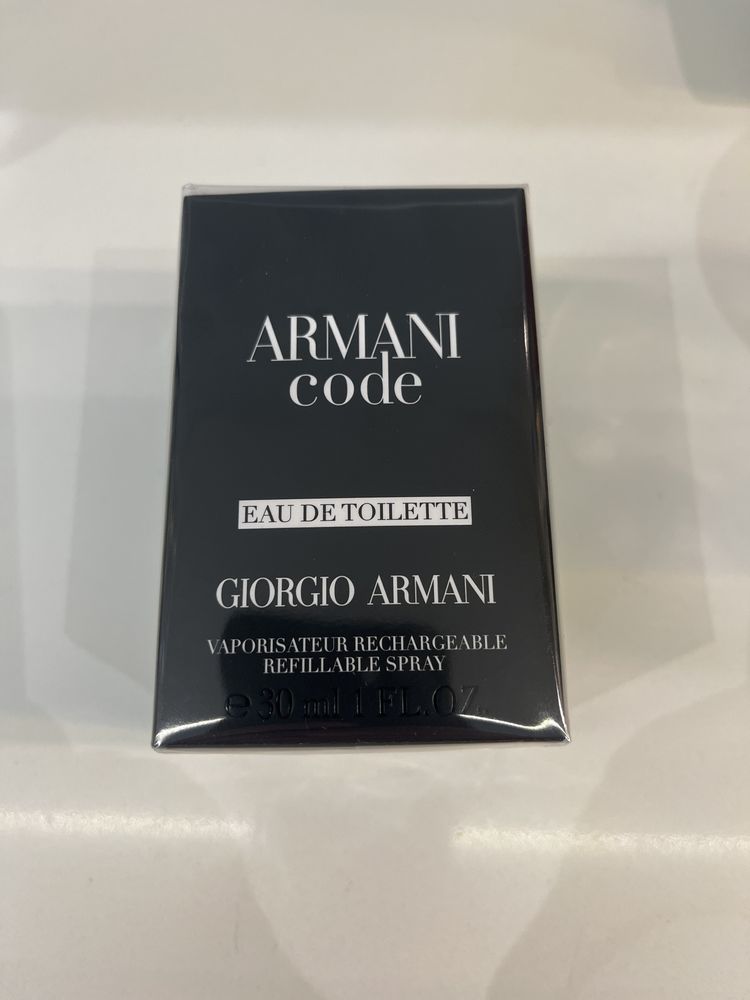 ARMANI
code
EAU DE TOILETTE
GIORGIO ARMANI
VAPORISATEUR RECHARGEABLE
REFILLABLE SPRAY
e 30 ml 1 FL.OZ.